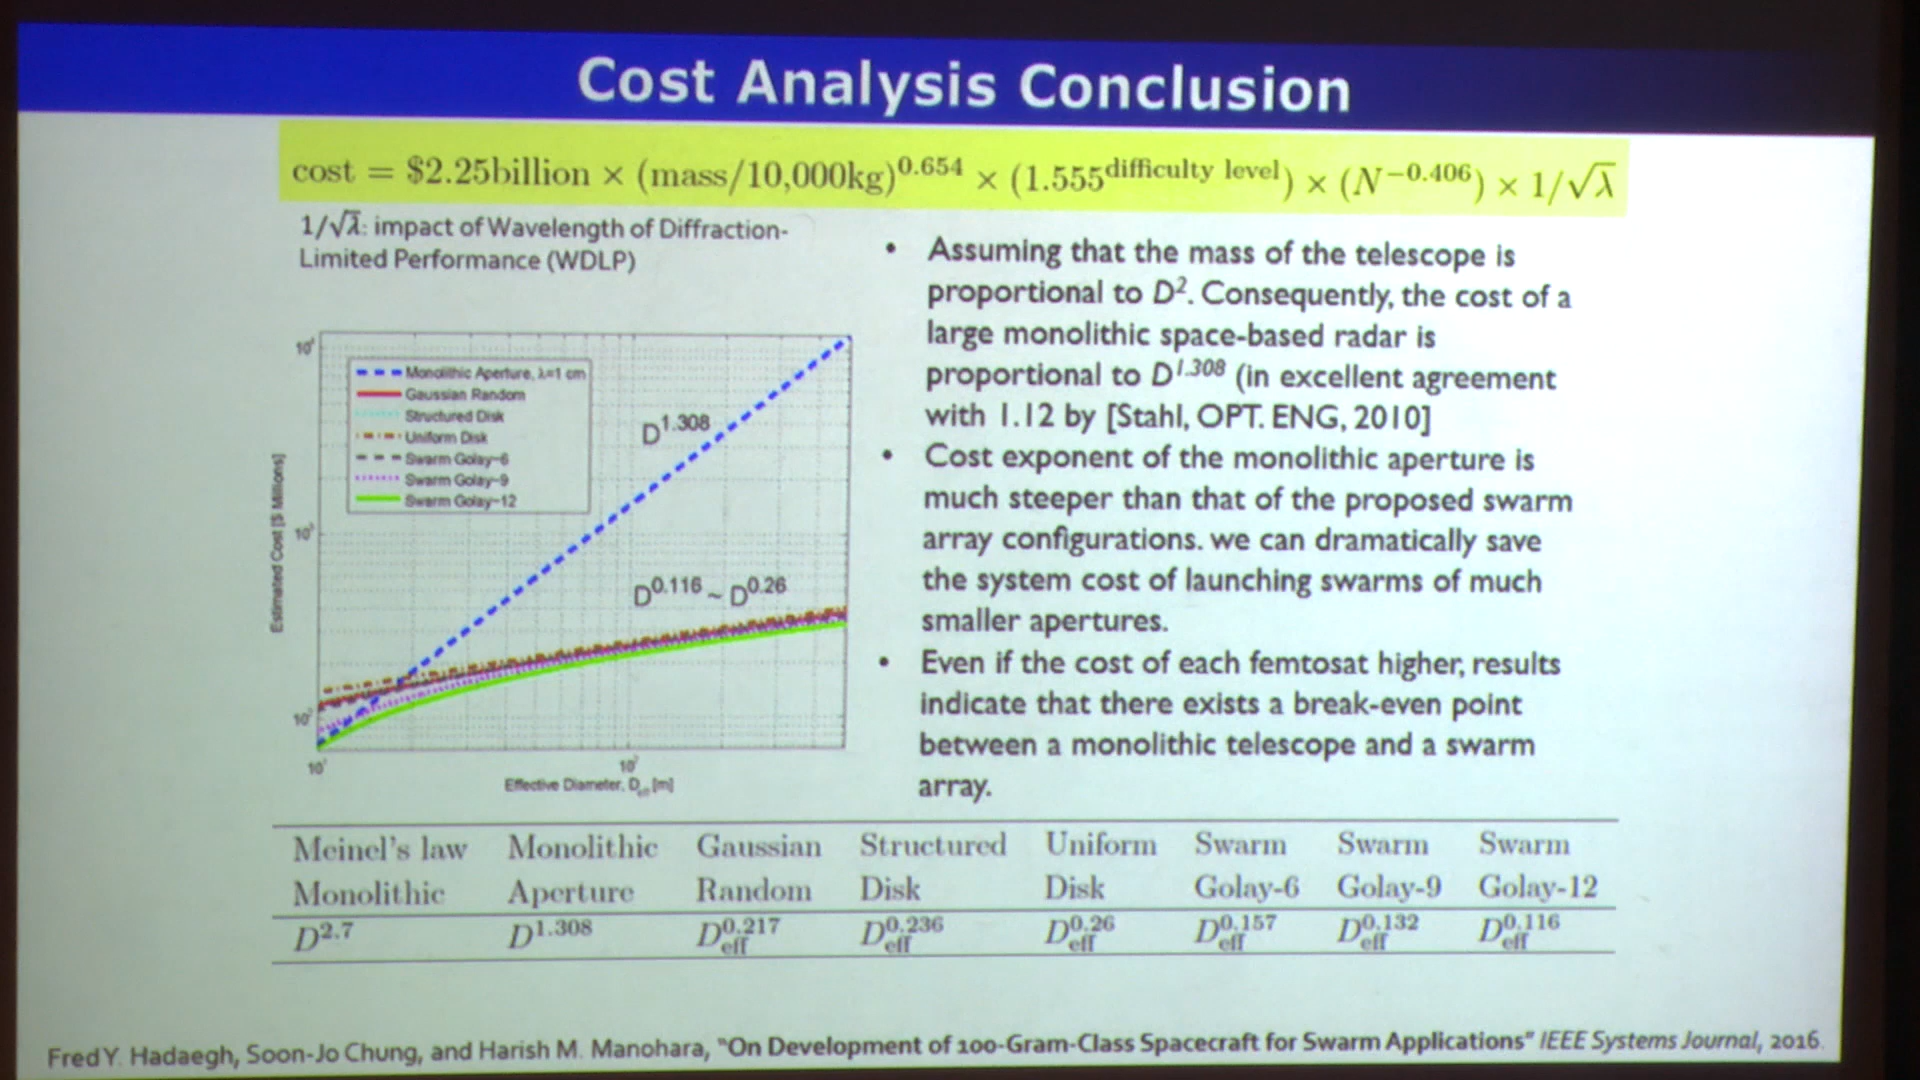 Cost Analysis Conclusion
cost = $2.25billion × (mass/10,000kg)^0.654 × (1.555^difficulty level) × (N^−0.406) × 1/√λ
1/√λ: impact of Wavelength of Diffraction-
Limited Performance (WDLP)
10⁴
10³
10²
10¹
10²
Estimated Cost [$ Millions]
Effective Diameter, D_eff [m]
Monolithic Aperture, λ=1 cm
Gaussian Random
Structured Disk
Uniform Disk
Swarm Golay-6
Swarm Golay-9
Swarm Golay-12
D^1.308
D^0.116 ~ D^0.26
• Assuming that the mass of the telescope is
proportional to D². Consequently, the cost of a
large monolithic space-based radar is
proportional to D^1.308 (in excellent agreement
with 1.12 by [Stahl, OPT. ENG, 2010]
• Cost exponent of the monolithic aperture is
much steeper than that of the proposed swarm
array configurations. we can dramatically save
the system cost of launching swarms of much
smaller apertures.
• Even if the cost of each femtosat higher, results
indicate that there exists a break-even point
between a monolithic telescope and a swarm
array.
Meinel's law Monolithic Gaussian Structured Uniform Swarm Swarm Swarm
Monolithic Aperture Random Disk Disk Golay-6 Golay-9 Golay-12
D^2.7 D^1.308 D_eff^0.217 D_eff^0.236 D_eff^0.26 D_eff^0.157 D_eff^0.132 D_eff^0.116
Fred Y. Hadaegh, Soon-Jo Chung, and Harish M. Manohara, "On Development of 100-Gram-Class Spacecraft for Swarm Applications" IEEE Systems Journal, 2016.